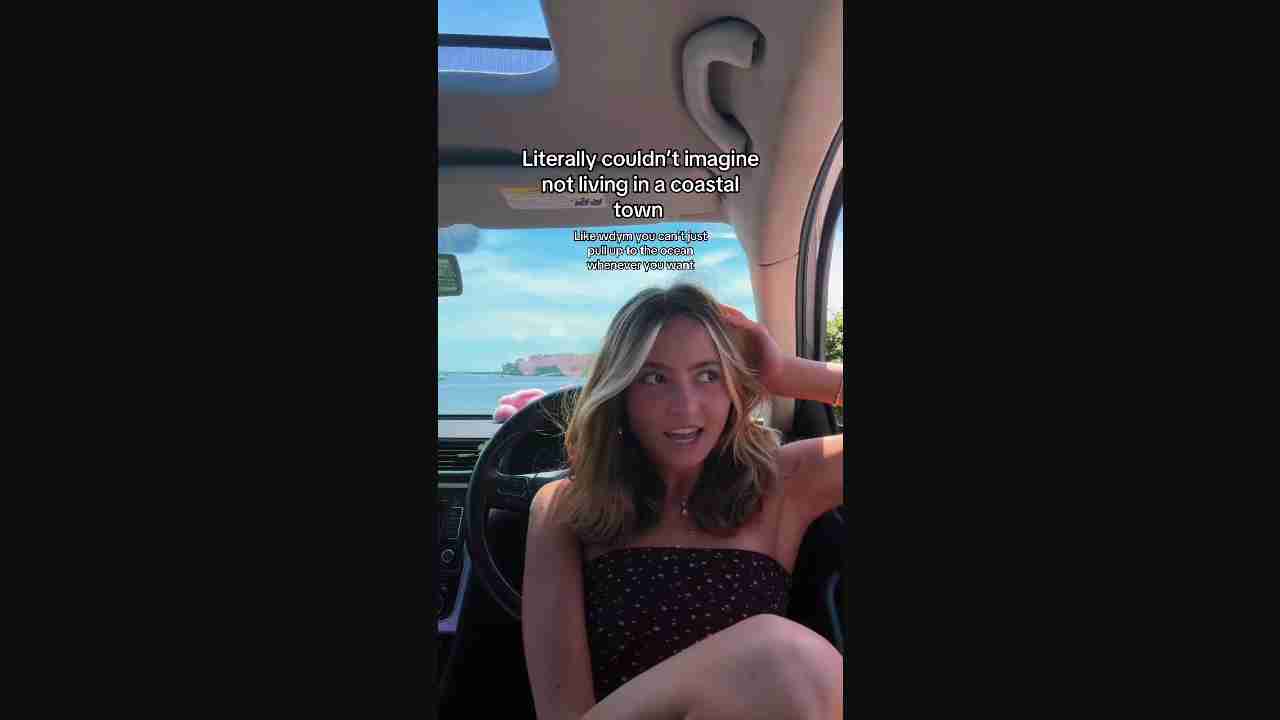 Literally couldn't imagine
not living in a coastal
town
Like wdym you can't just
pull up to the ocean
whenever you want